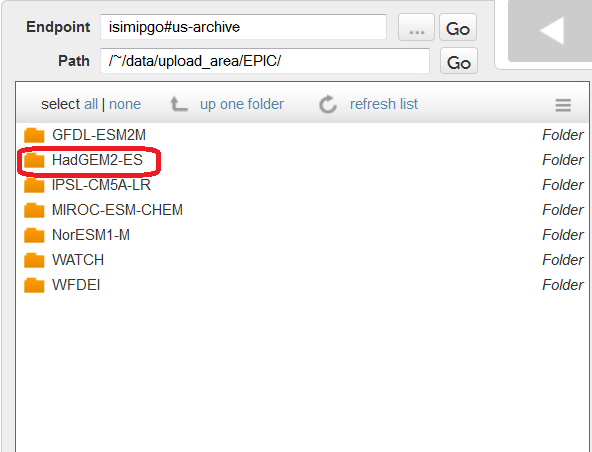 Endpoint isimipgo#us-archive ... Go
Path /~/data/upload_area/EPIC/ Go
select all | none up one folder refresh list
GFDL-ESM2M Folder
HadGEM2-ES Folder
IPSL-CM5A-LR Folder
MIROC-ESM-CHEM Folder
NorESM1-M Folder
WATCH Folder
WFDEI Folder